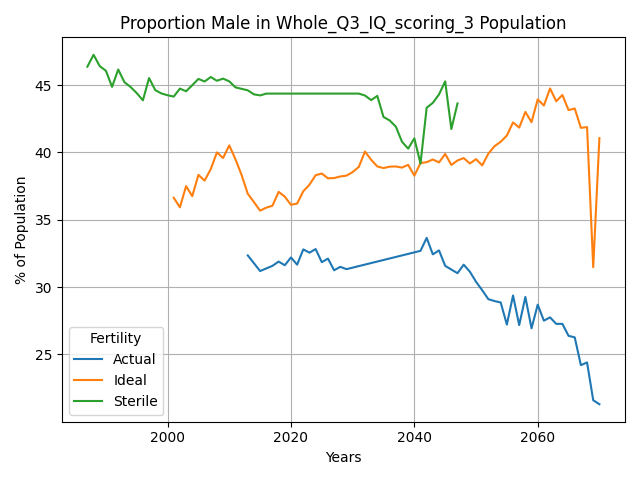 Proportion Male in Whole_Q3_IQ_scoring_3 Population
% of Population
45
40
35
30
25
Fertility
Actual
Ideal
Sterile
2000 2020 2040 2060
Years